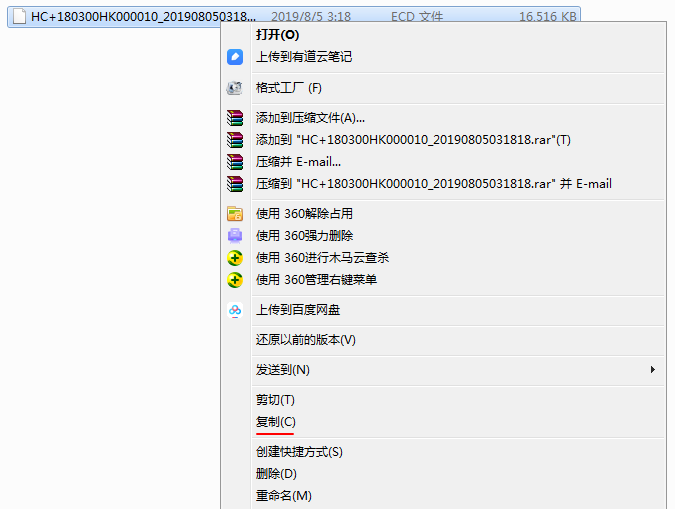 HC+180300HK000010_201908050318... 2019/8/5 3:18 ECD 文件 16,516 KB
打开(O)
上传到有道云笔记
格式工厂 (F)
添加到压缩文件(A)...
添加到 "HC+180300HK000010_20190805031818.rar"(T)
压缩并 E-mail...
压缩到 "HC+180300HK000010_20190805031818.rar" 并 E-mail
使用 360解除占用
使用 360强力删除
使用 360进行木马云查杀
使用 360管理右键菜单
上传到百度网盘
还原以前的版本(V)
发送到(N)
剪切(T)
复制(C)
创建快捷方式(S)
删除(D)
重命名(M)